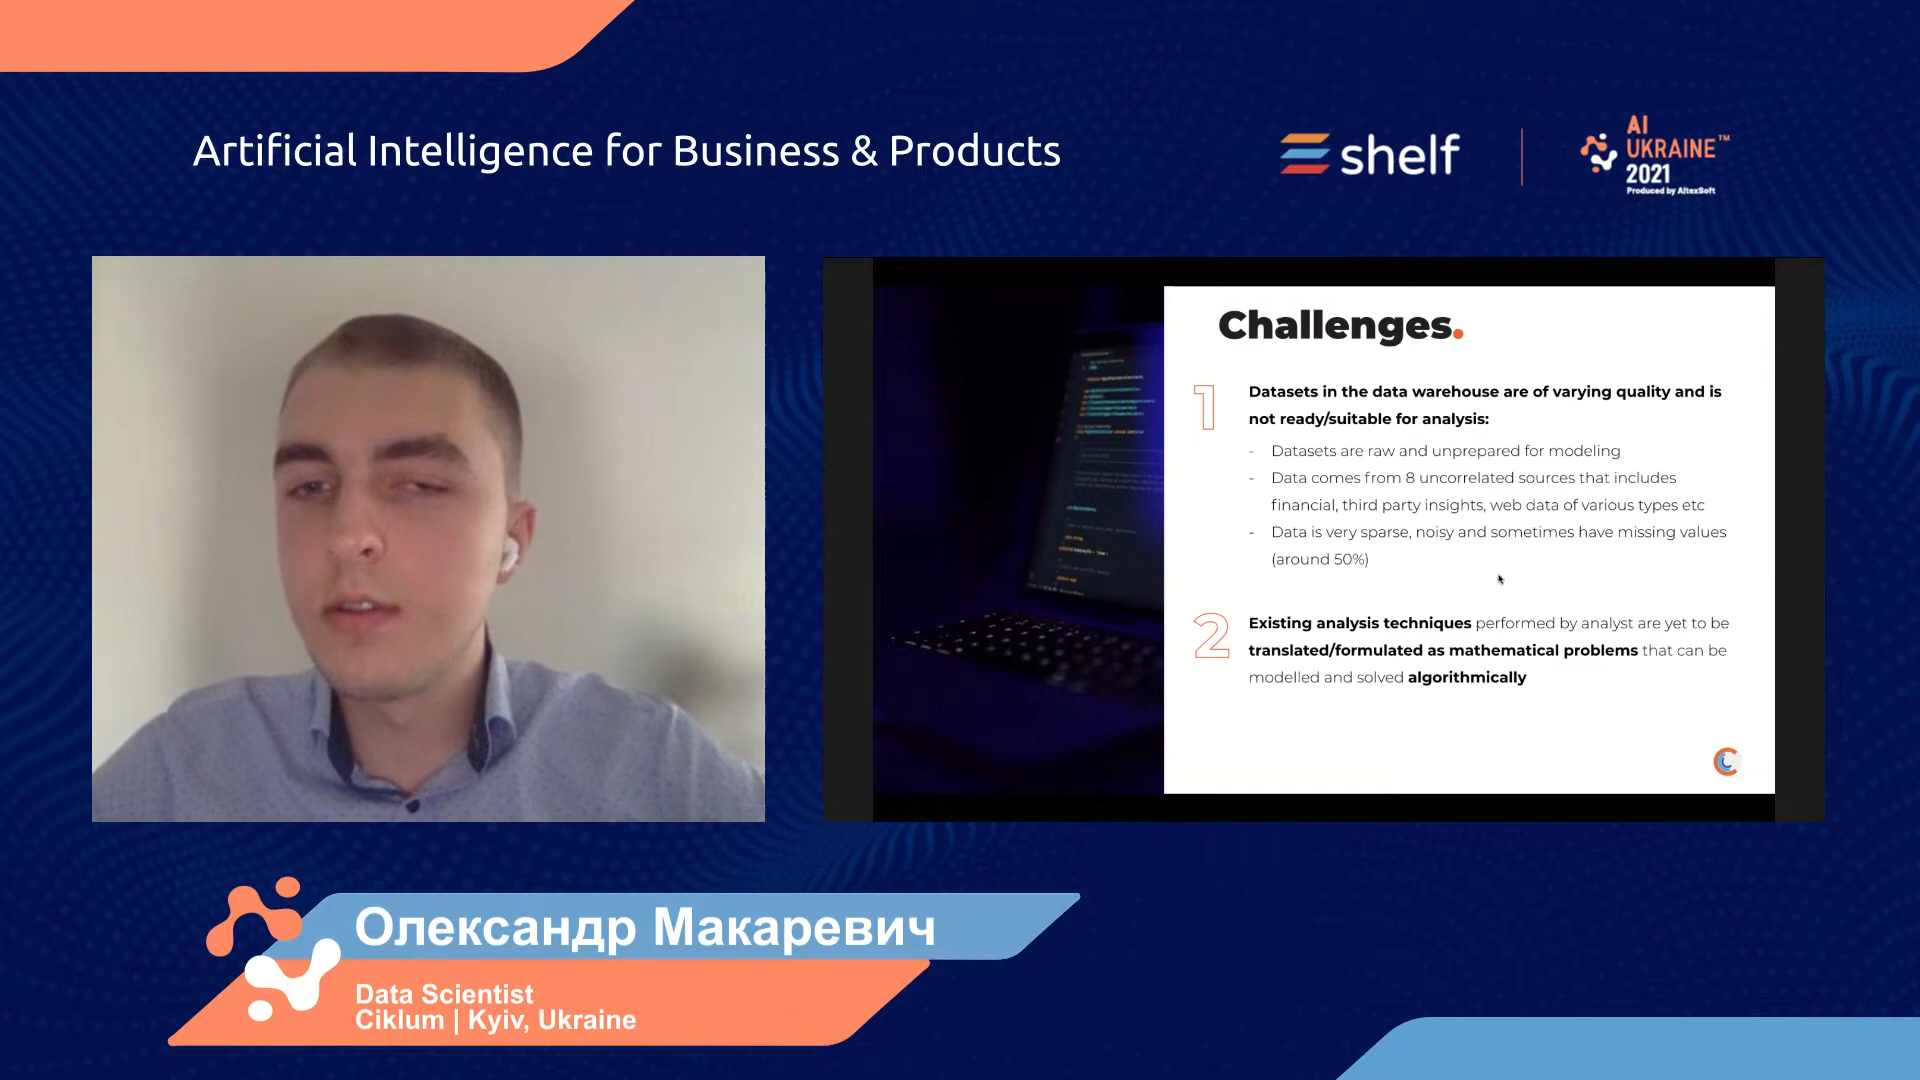 Artificial Intelligence for Business & Products
shelf
AI
UKRAINE™
2021
Produced by AltexSoft
Challenges.
1
Datasets in the data warehouse are of varying quality and is
not ready/suitable for analysis:
- Datasets are raw and unprepared for modeling
- Data comes from 8 uncorrelated sources that includes
financial, third party insights, web data of various types etc
- Data is very sparse, noisy and sometimes have missing values
(around 50%)
2
Existing analysis techniques performed by analyst are yet to be
translated/formulated as mathematical problems that can be
modelled and solved algorithmically
Олександр Макаревич
Data Scientist
Ciklum | Kyiv, Ukraine